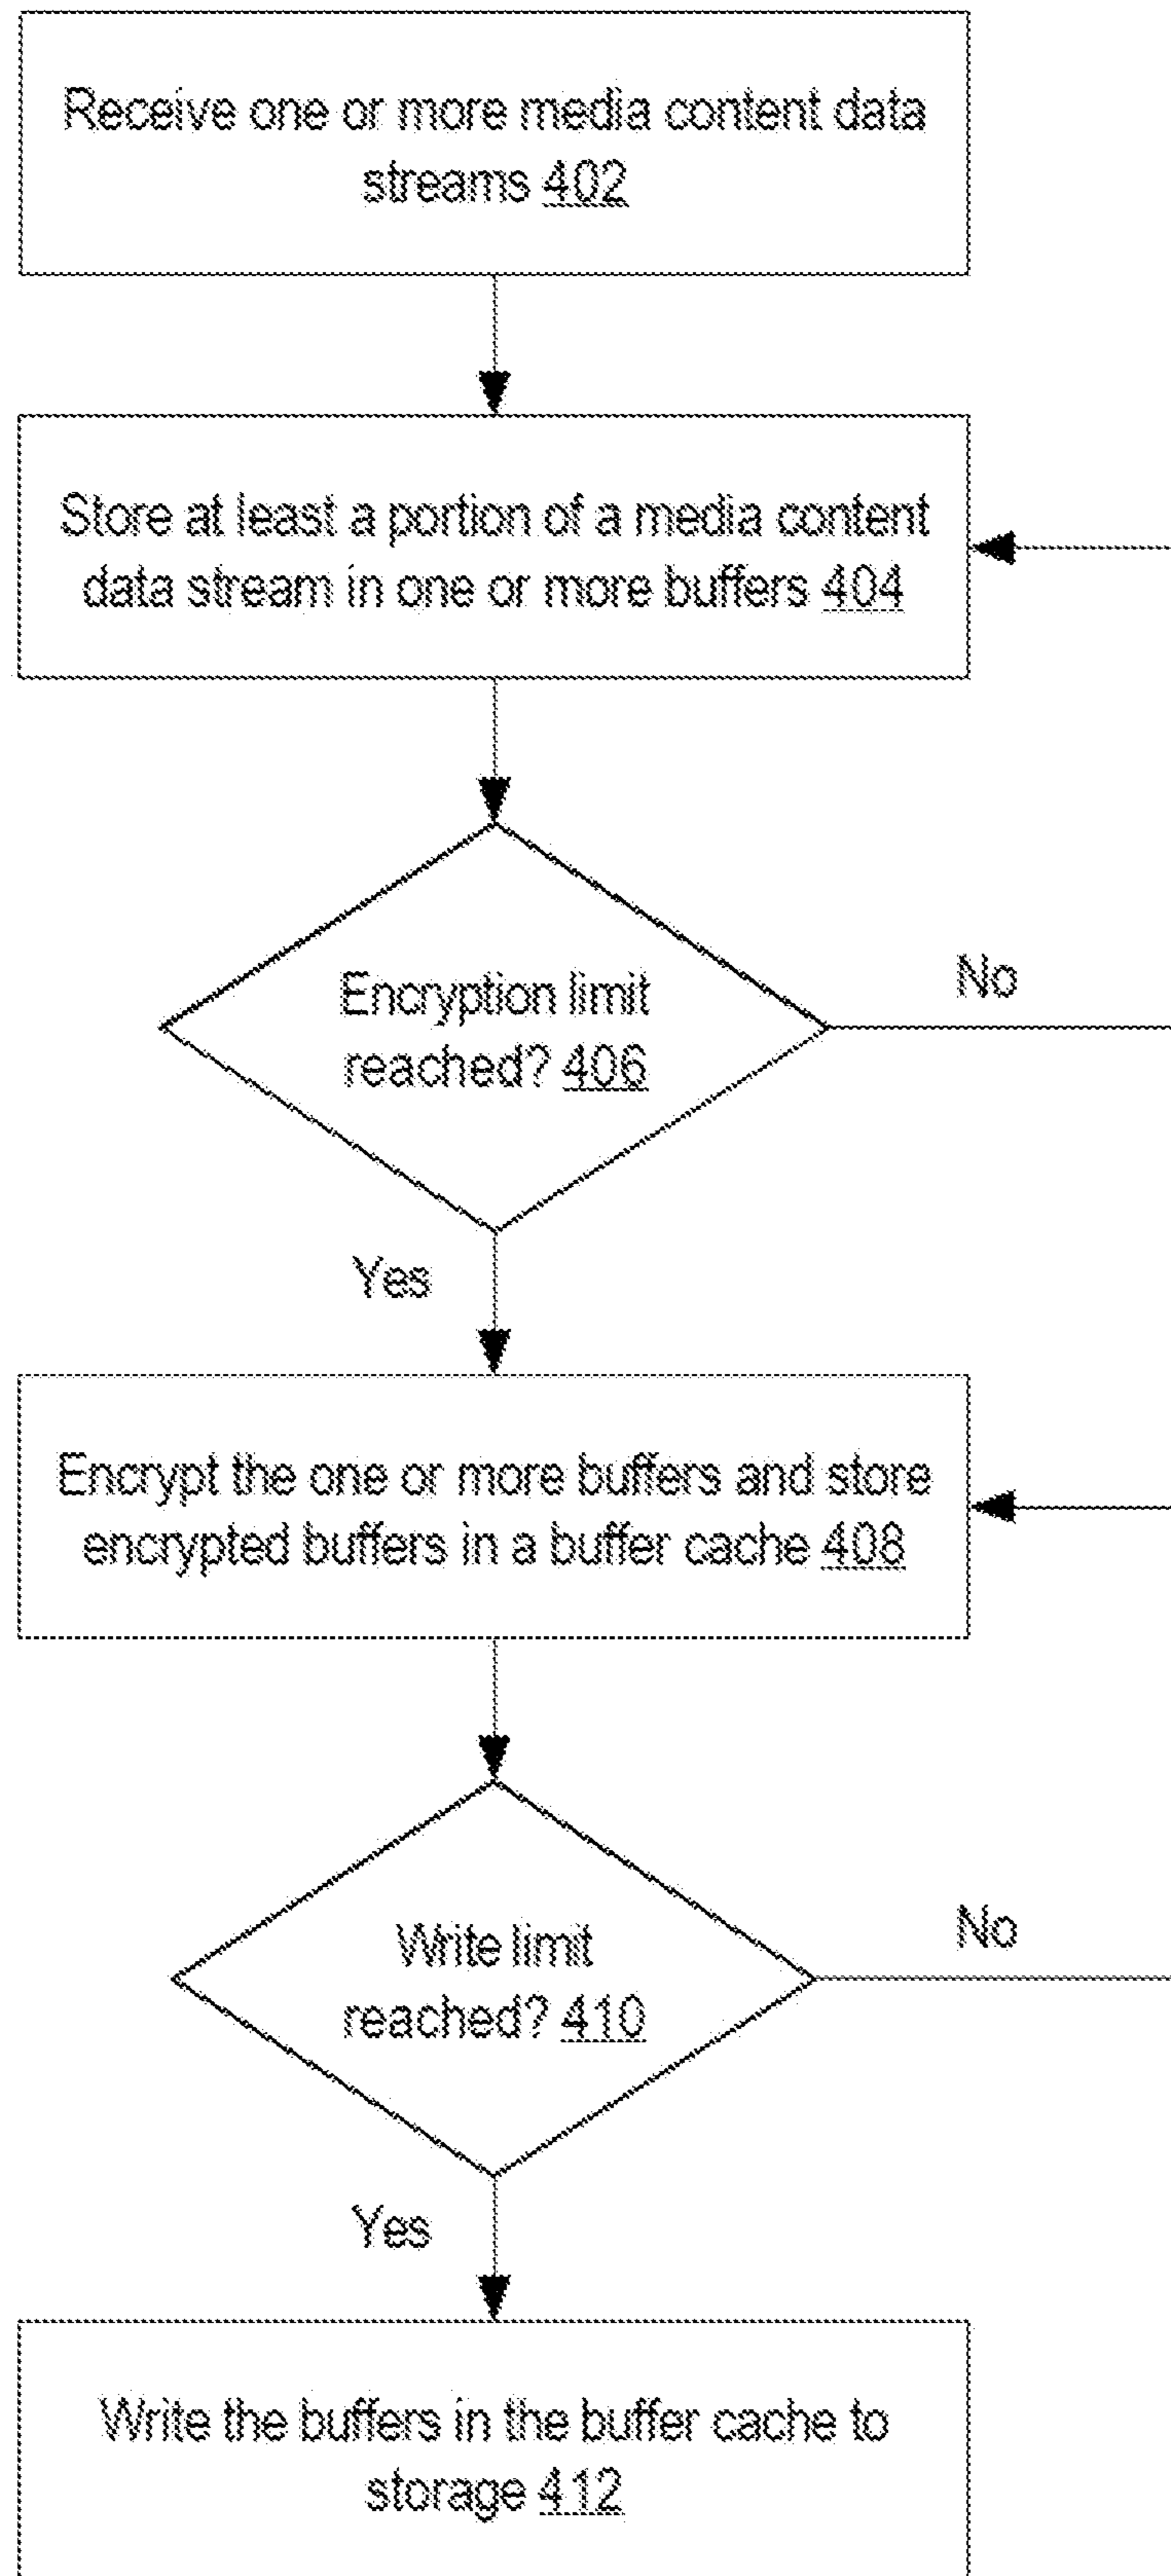 Receive one or more media content data
streams 402
Store at least a portion of a media content
data stream in one or more buffers 404
Encryption limit
reached? 406
No
Yes
Encrypt the one or more buffers and store
encrypted buffers in a buffer cache 408
Write limit
reached? 410
No
Yes
Write the buffers in the buffer cache to
storage 412